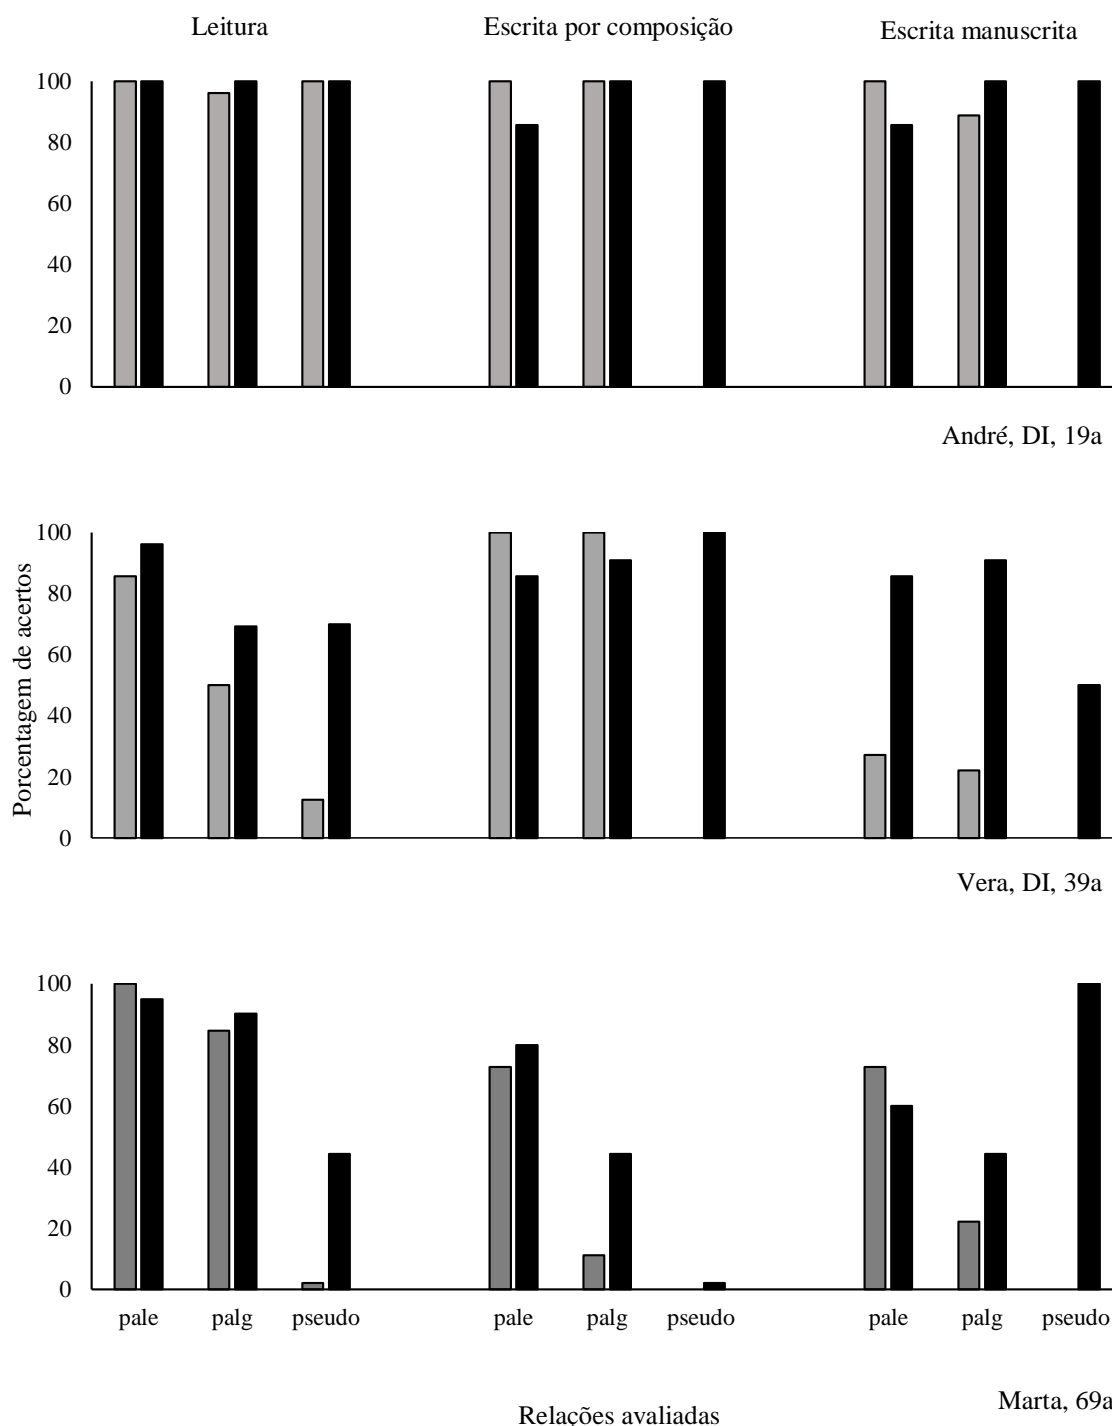 Leitura Escrita por composição Escrita manuscrita
100
80
60
40
20
0
André, DI, 19a
Porcentagem de acertos
100
80
60
40
20
0
Vera, DI, 39a
100
80
60
40
20
0
pale palg pseudo pale palg pseudo pale palg pseudo
Marta, 69a
Relações avaliadas